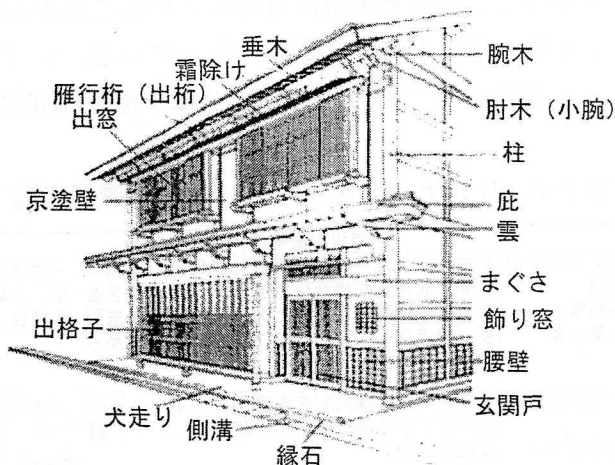 垂木
霜除け
雁行桁（出桁）
出窓
京塗壁
出格子
犬走り
側溝
縁石
腕木
肘木（小腕）
柱
庇
雲
まぐさ
飾り窓
腰壁
玄関戸